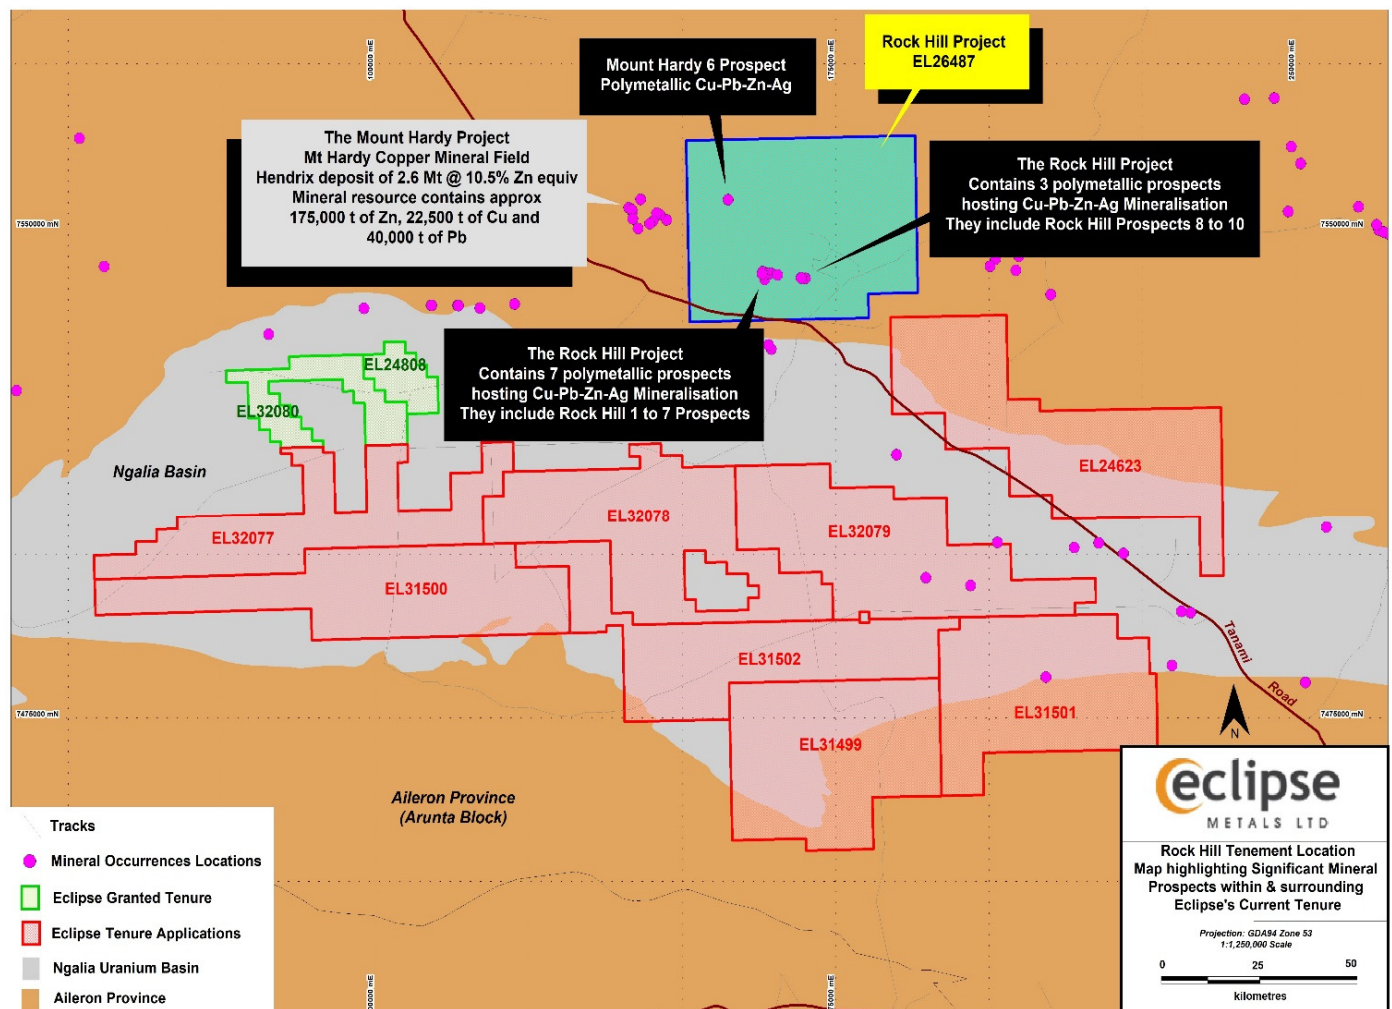 100000 mE
175000 mE
250000 mE
Mount Hardy 6 Prospect
Polymetallic Cu-Pb-Zn-Ag
Rock Hill Project
EL26487
The Mount Hardy Project
Mt Hardy Copper Mineral Field
Hendrix deposit of 2.6 Mt @ 10.5% Zn equiv
Mineral resource contains approx
175,000 t of Zn, 22,500 t of Cu and
40,000 t of Pb
The Rock Hill Project
Contains 3 polymetallic prospects
hosting Cu-Pb-Zn-Ag Mineralisation
They include Rock Hill Prospects 8 to 10
7550000 mN
7550000 mN
The Rock Hill Project
Contains 7 polymetallic prospects
hosting Cu-Pb-Zn-Ag Mineralisation
They include Rock Hill 1 to 7 Prospects
EL24808
EL32080
Ngalia Basin
EL24623
EL32077
EL32078
EL32079
EL31500
EL31502
EL31501
EL31499
Tanami
Road
N
7475000 mN
7475000 mN
Aileron Province
(Arunta Block)
Tracks
Mineral Occurrences Locations
Eclipse Granted Tenure
Eclipse Tenure Applications
Ngalia Uranium Basin
Aileron Province
eclipse
METALS LTD
Rock Hill Tenement Location
Map highlighting Significant Mineral
Prospects within & surrounding
Eclipse's Current Tenure
Projection: GDA94 Zone 53
1:1,250,000 Scale
0 25 50
kilometres